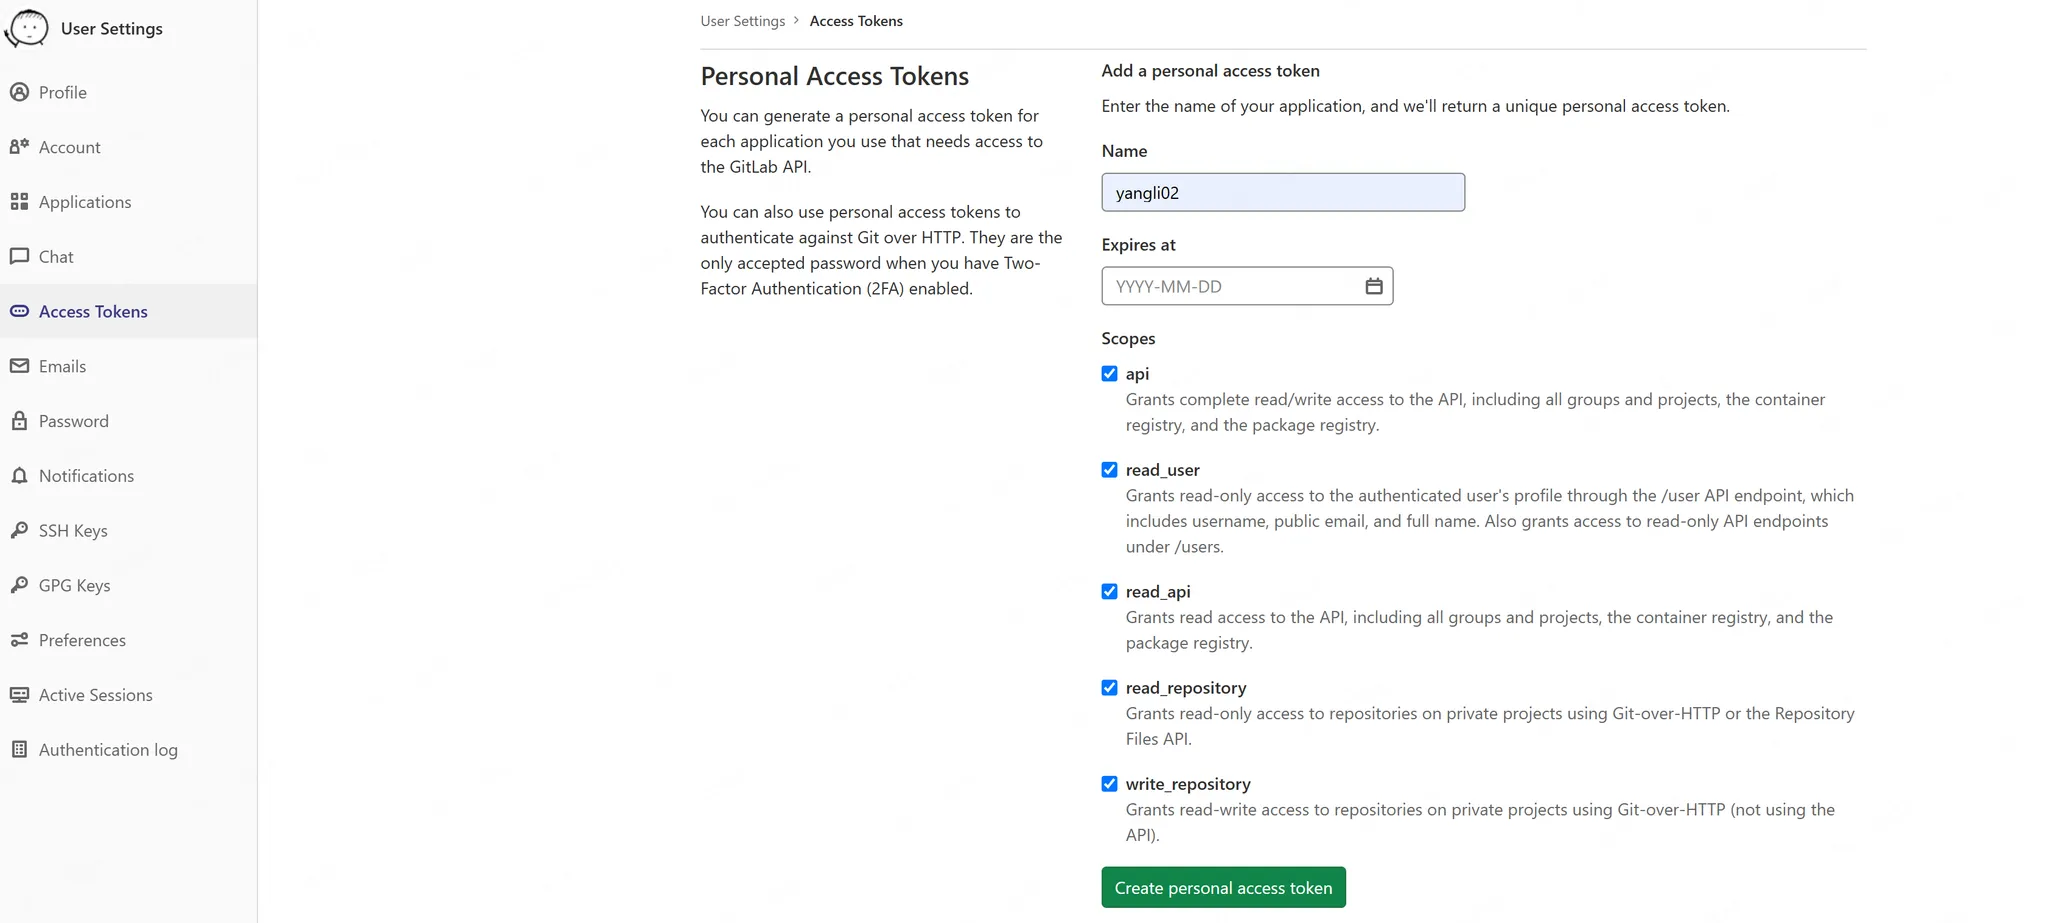 User Settings
Profile
Account
Applications
Chat
Access Tokens
Emails
Password
Notifications
SSH Keys
GPG Keys
Preferences
Active Sessions
Authentication log
User Settings > Access Tokens
Personal Access Tokens
You can generate a personal access token for
each application you use that needs access to
the GitLab API.
You can also use personal access tokens to
authenticate against Git over HTTP. They are the
only accepted password when you have Two-
Factor Authentication (2FA) enabled.
Add a personal access token
Enter the name of your application, and we'll return a unique personal access token.
Name
yangli02
Expires at
YYYY-MM-DD
Scopes
api
Grants complete read/write access to the API, including all groups and projects, the container
registry, and the package registry.
read_user
Grants read-only access to the authenticated user's profile through the /user API endpoint, which
includes username, public email, and full name. Also grants access to read-only API endpoints
under /users.
read_api
Grants read access to the API, including all groups and projects, the container registry, and the
package registry.
read_repository
Grants read-only access to repositories on private projects using Git-over-HTTP or the Repository
Files API.
write_repository
Grants read-write access to repositories on private projects using Git-over-HTTP (not using the
API).
Create personal access token